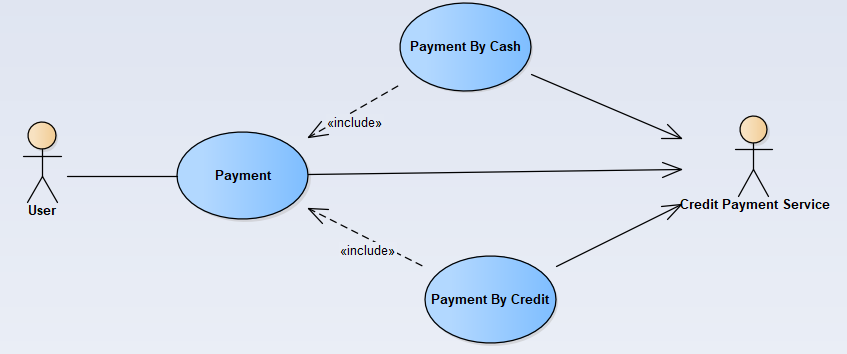 Payment By Cash
«include»
User
Payment
Credit Payment Service
«include»
Payment By Credit